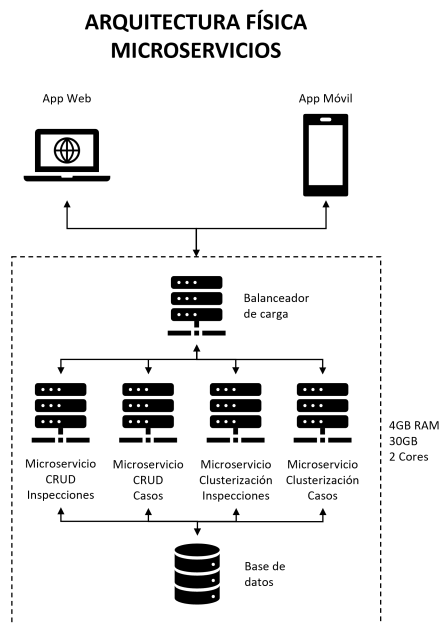 ARQUITECTURA FÍSICA
MICROSERVICIOS
App Web
App Móvil
Balanceador
de carga
4GB RAM
30GB
2 Cores
Microservicio
CRUD
Inspecciones
Microservicio
CRUD
Casos
Microservicio
Clusterización
Inspecciones
Microservicio
Clusterización
Casos
Base de
datos